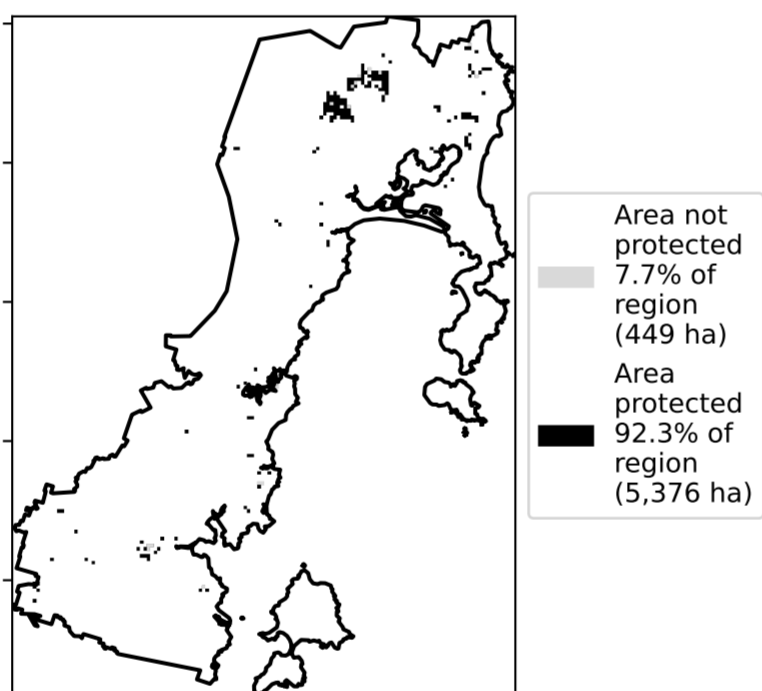 Area not
protected
7.7% of
region
(449 ha)
Area
protected
92.3% of
region
(5,376 ha)